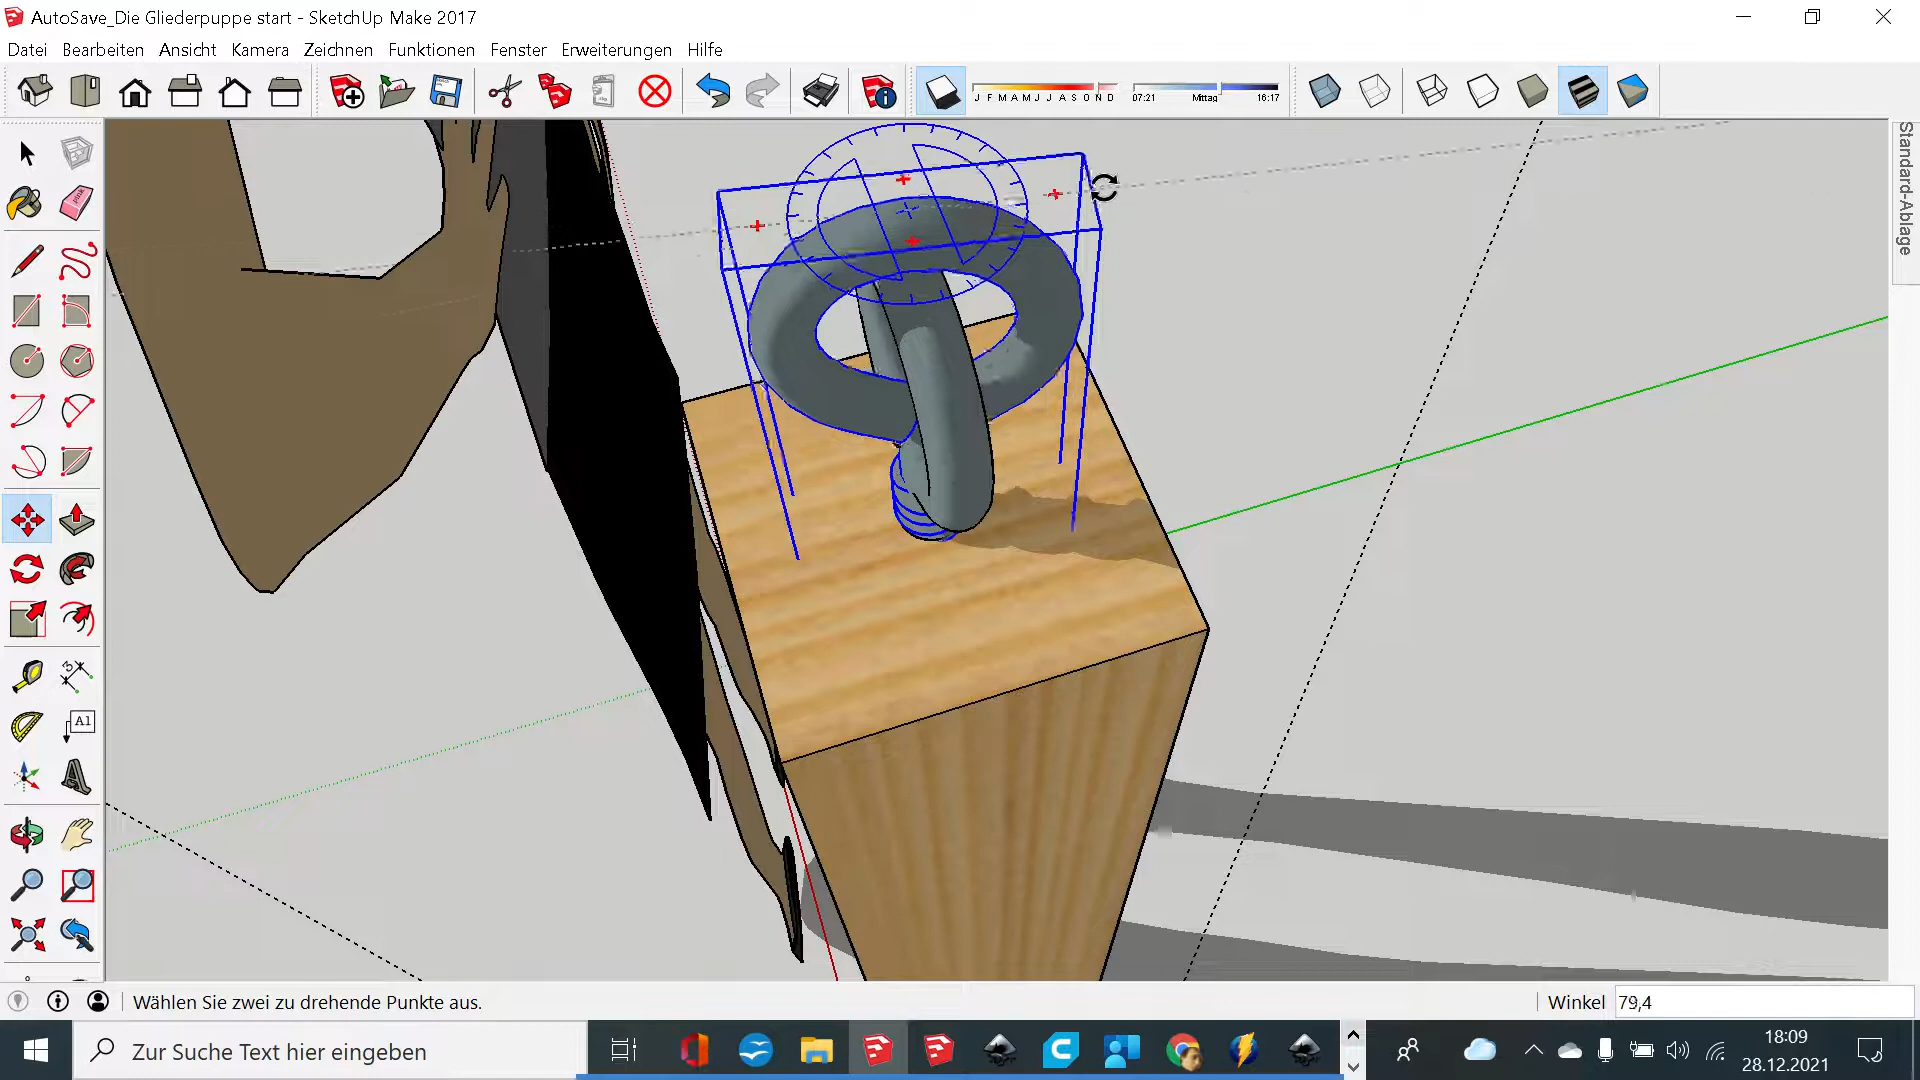 AutoSave_Die Gliederpuppe start - SketchUp Make 2017
Datei Bearbeiten Ansicht Kamera Zeichnen Funktionen Fenster Erweiterungen Hilfe
J F M A M J J A S O N D
07:21 Mittag 16:17
Standard-Ablage
A1
Wählen Sie zwei zu drehende Punkte aus.
Winkel 79,4
Zur Suche Text hier eingeben
18:09
28.12.2021